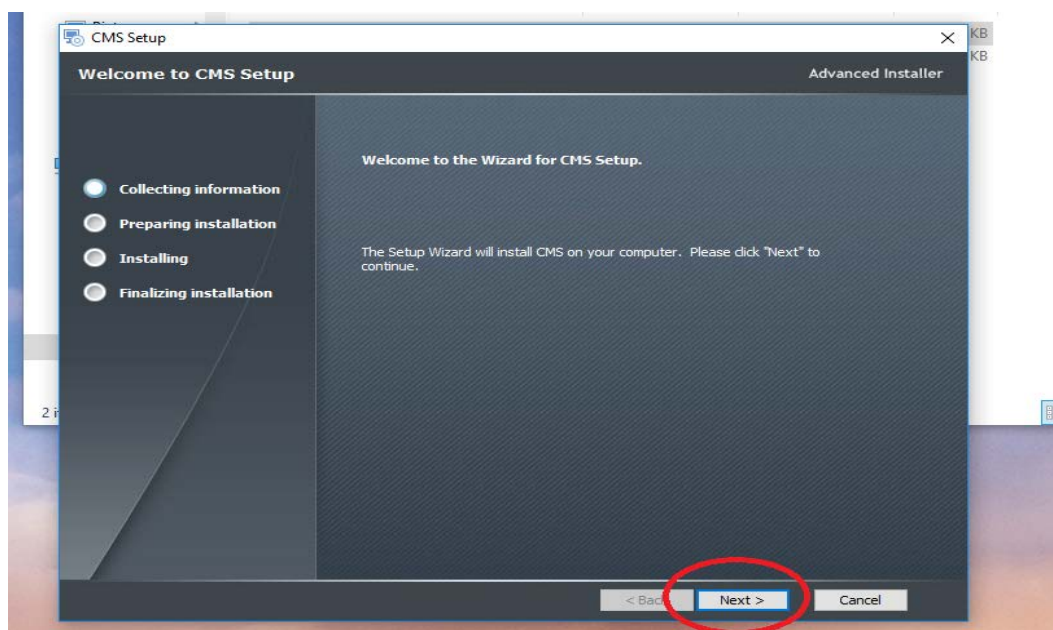 KB
CMS Setup
KB
Welcome to CMS Setup
Advanced Installer
Welcome to the Wizard for CMS Setup.
Collecting information
Preparing installation
The Setup Wizard will install CMS on your computer. Please click "Next" to
continue.
Installing
Finalizing installation
2
< Back
Next >
Cancel